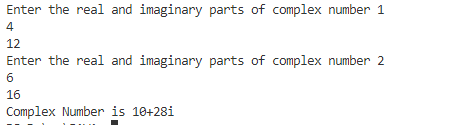 Enter the real and imaginary parts of complex number 1
4
12
Enter the real and imaginary parts of complex number 2
6
16
Complex Number is 10+28i